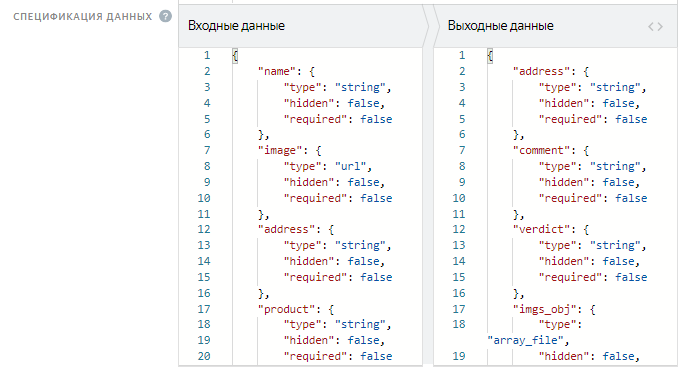 СПЕЦИФИКАЦИЯ ДАННЫХ ?
Входные данные
1 {
2 "name": {
3 "type": "string",
4 "hidden": false,
5 "required": false
6 },
7 "image": {
8 "type": "url",
9 "hidden": false,
10 "required": false
11 },
12 "address": {
13 "type": "string",
14 "hidden": false,
15 "required": false
16 },
17 "product": {
18 "type": "string",
19 "hidden": false,
20 "required": false
Выходные данные <>
1 {
2 "address": {
3 "type": "string",
4 "hidden": false,
5 "required": false
6 },
7 "comment": {
8 "type": "string",
9 "hidden": false,
10 "required": false
11 },
12 "verdict": {
13 "type": "string",
14 "hidden": false,
15 "required": false
16 },
17 "imgs_obj": {
18 "type":
"array_file",
19 "hidden": false,